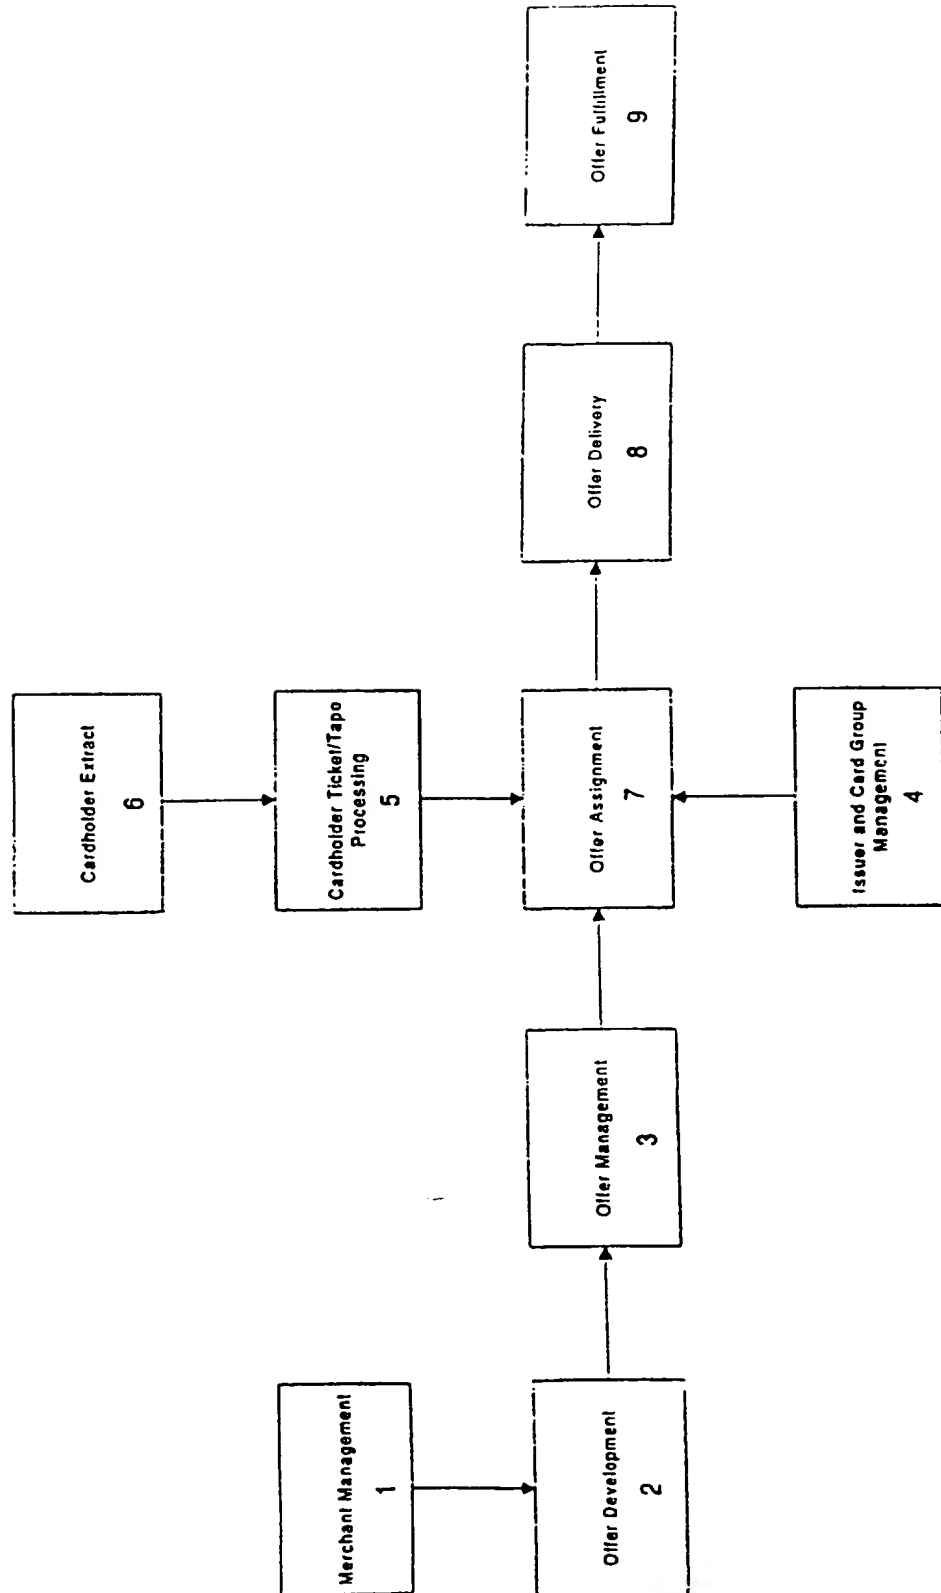 Merchant Management
1
Offer Development
2
Offer Management
3
Issuer and Card Group
Management
4
Cardholder Ticket/Tapo
Processing
5
Cardholder Extract
6
Offer Assignment
7
Offer Delivery
8
Offer Fulfillment
9